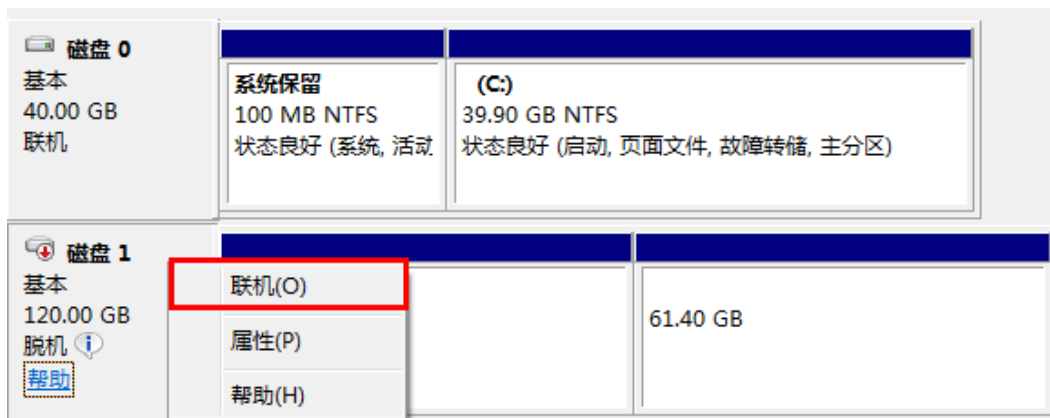 磁盘 0
基本
40.00 GB
联机
系统保留
100 MB NTFS
状态良好 (系统, 活动
(C:)
39.90 GB NTFS
状态良好 (启动, 页面文件, 故障转储, 主分区)
磁盘 1
基本
120.00 GB
脱机
帮助
联机(O)
属性(P)
帮助(H)
61.40 GB